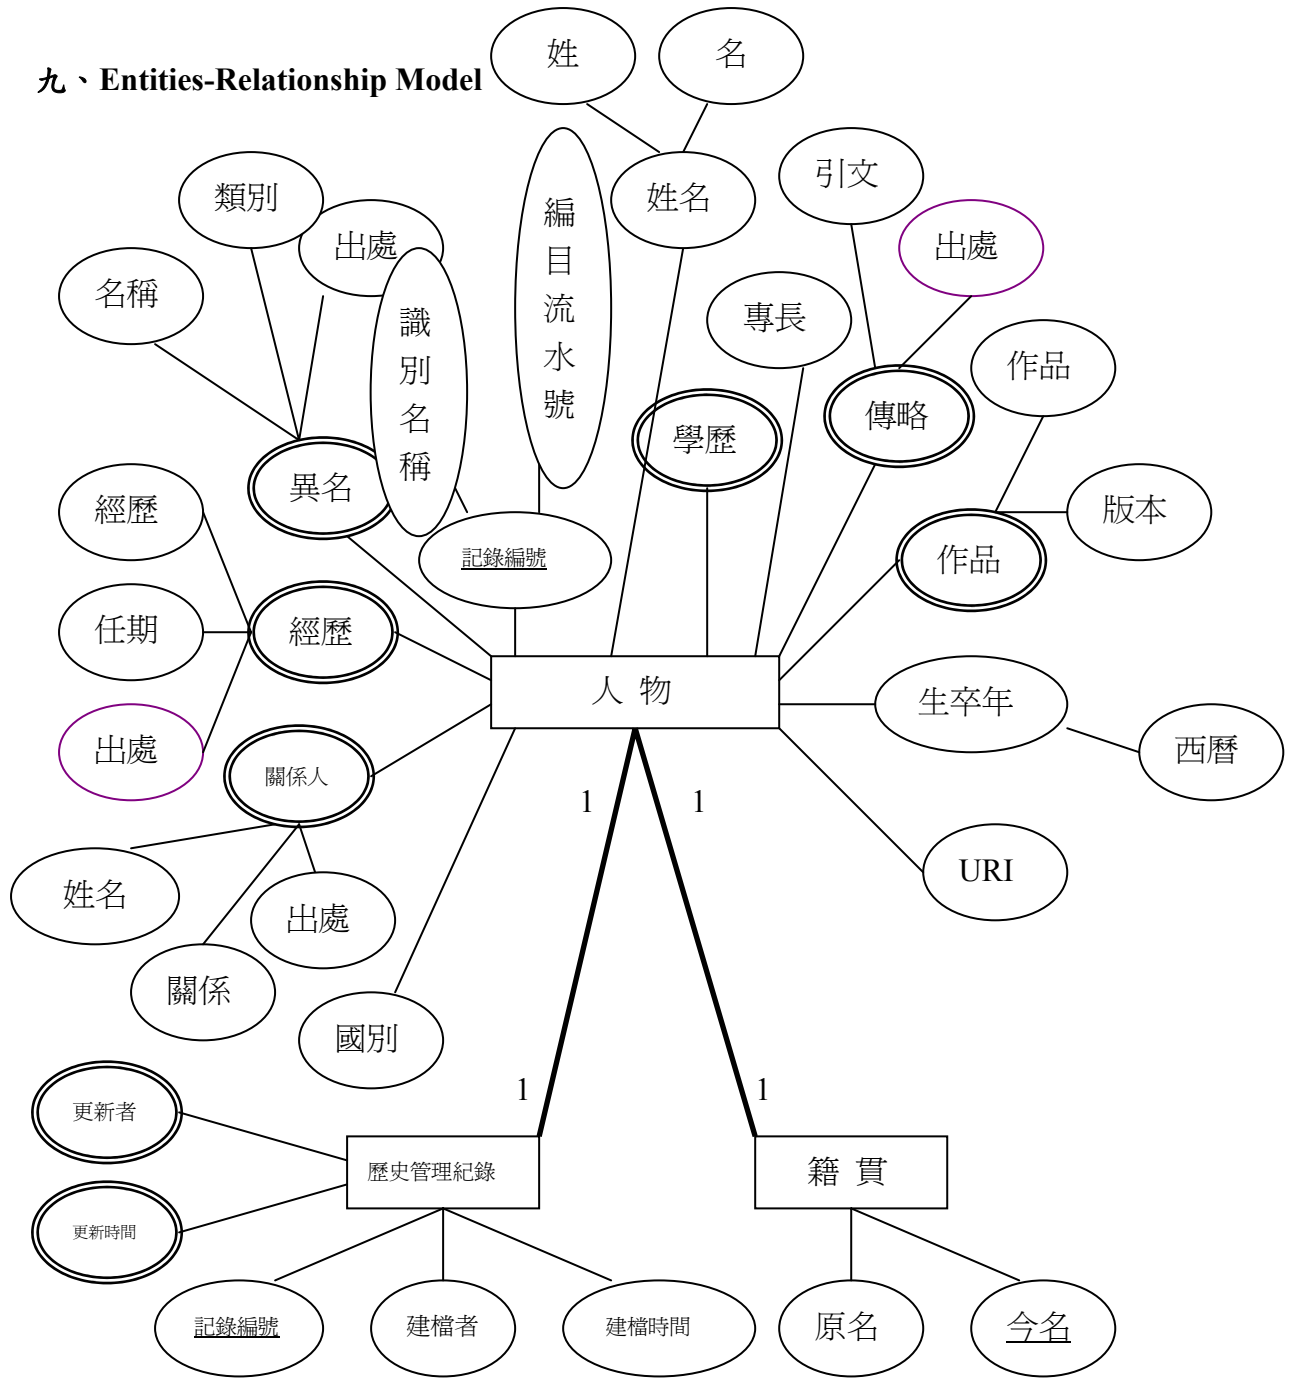 姓
名
九、Entities-Relationship Model
引文
類別
姓名
編目流水號
出處
出處
名稱
專長
識別名稱
作品
學歷
傳略
異名
經歷
版本
記錄編號
作品
任期
經歷
人 物
生卒年
出處
西曆
關係人
1
1
URI
姓名
出處
關係
國別
1
1
更新者
歷史管理紀錄
籍 貫
更新時間
記錄編號
建檔者
建檔時間
原名
今名